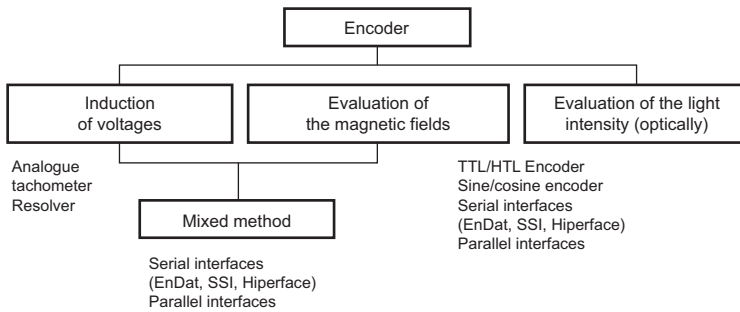 Encoder
Induction
of voltages
Evaluation of
the magnetic fields
Evaluation of the light
intensity (optically)
Analogue
tachometer
Resolver
Mixed method
Serial interfaces
(EnDat, SSI, Hiperface)
Parallel interfaces
TTL/HTL Encoder
Sine/cosine encoder
Serial interfaces
(EnDat, SSI, Hiperface)
Parallel interfaces